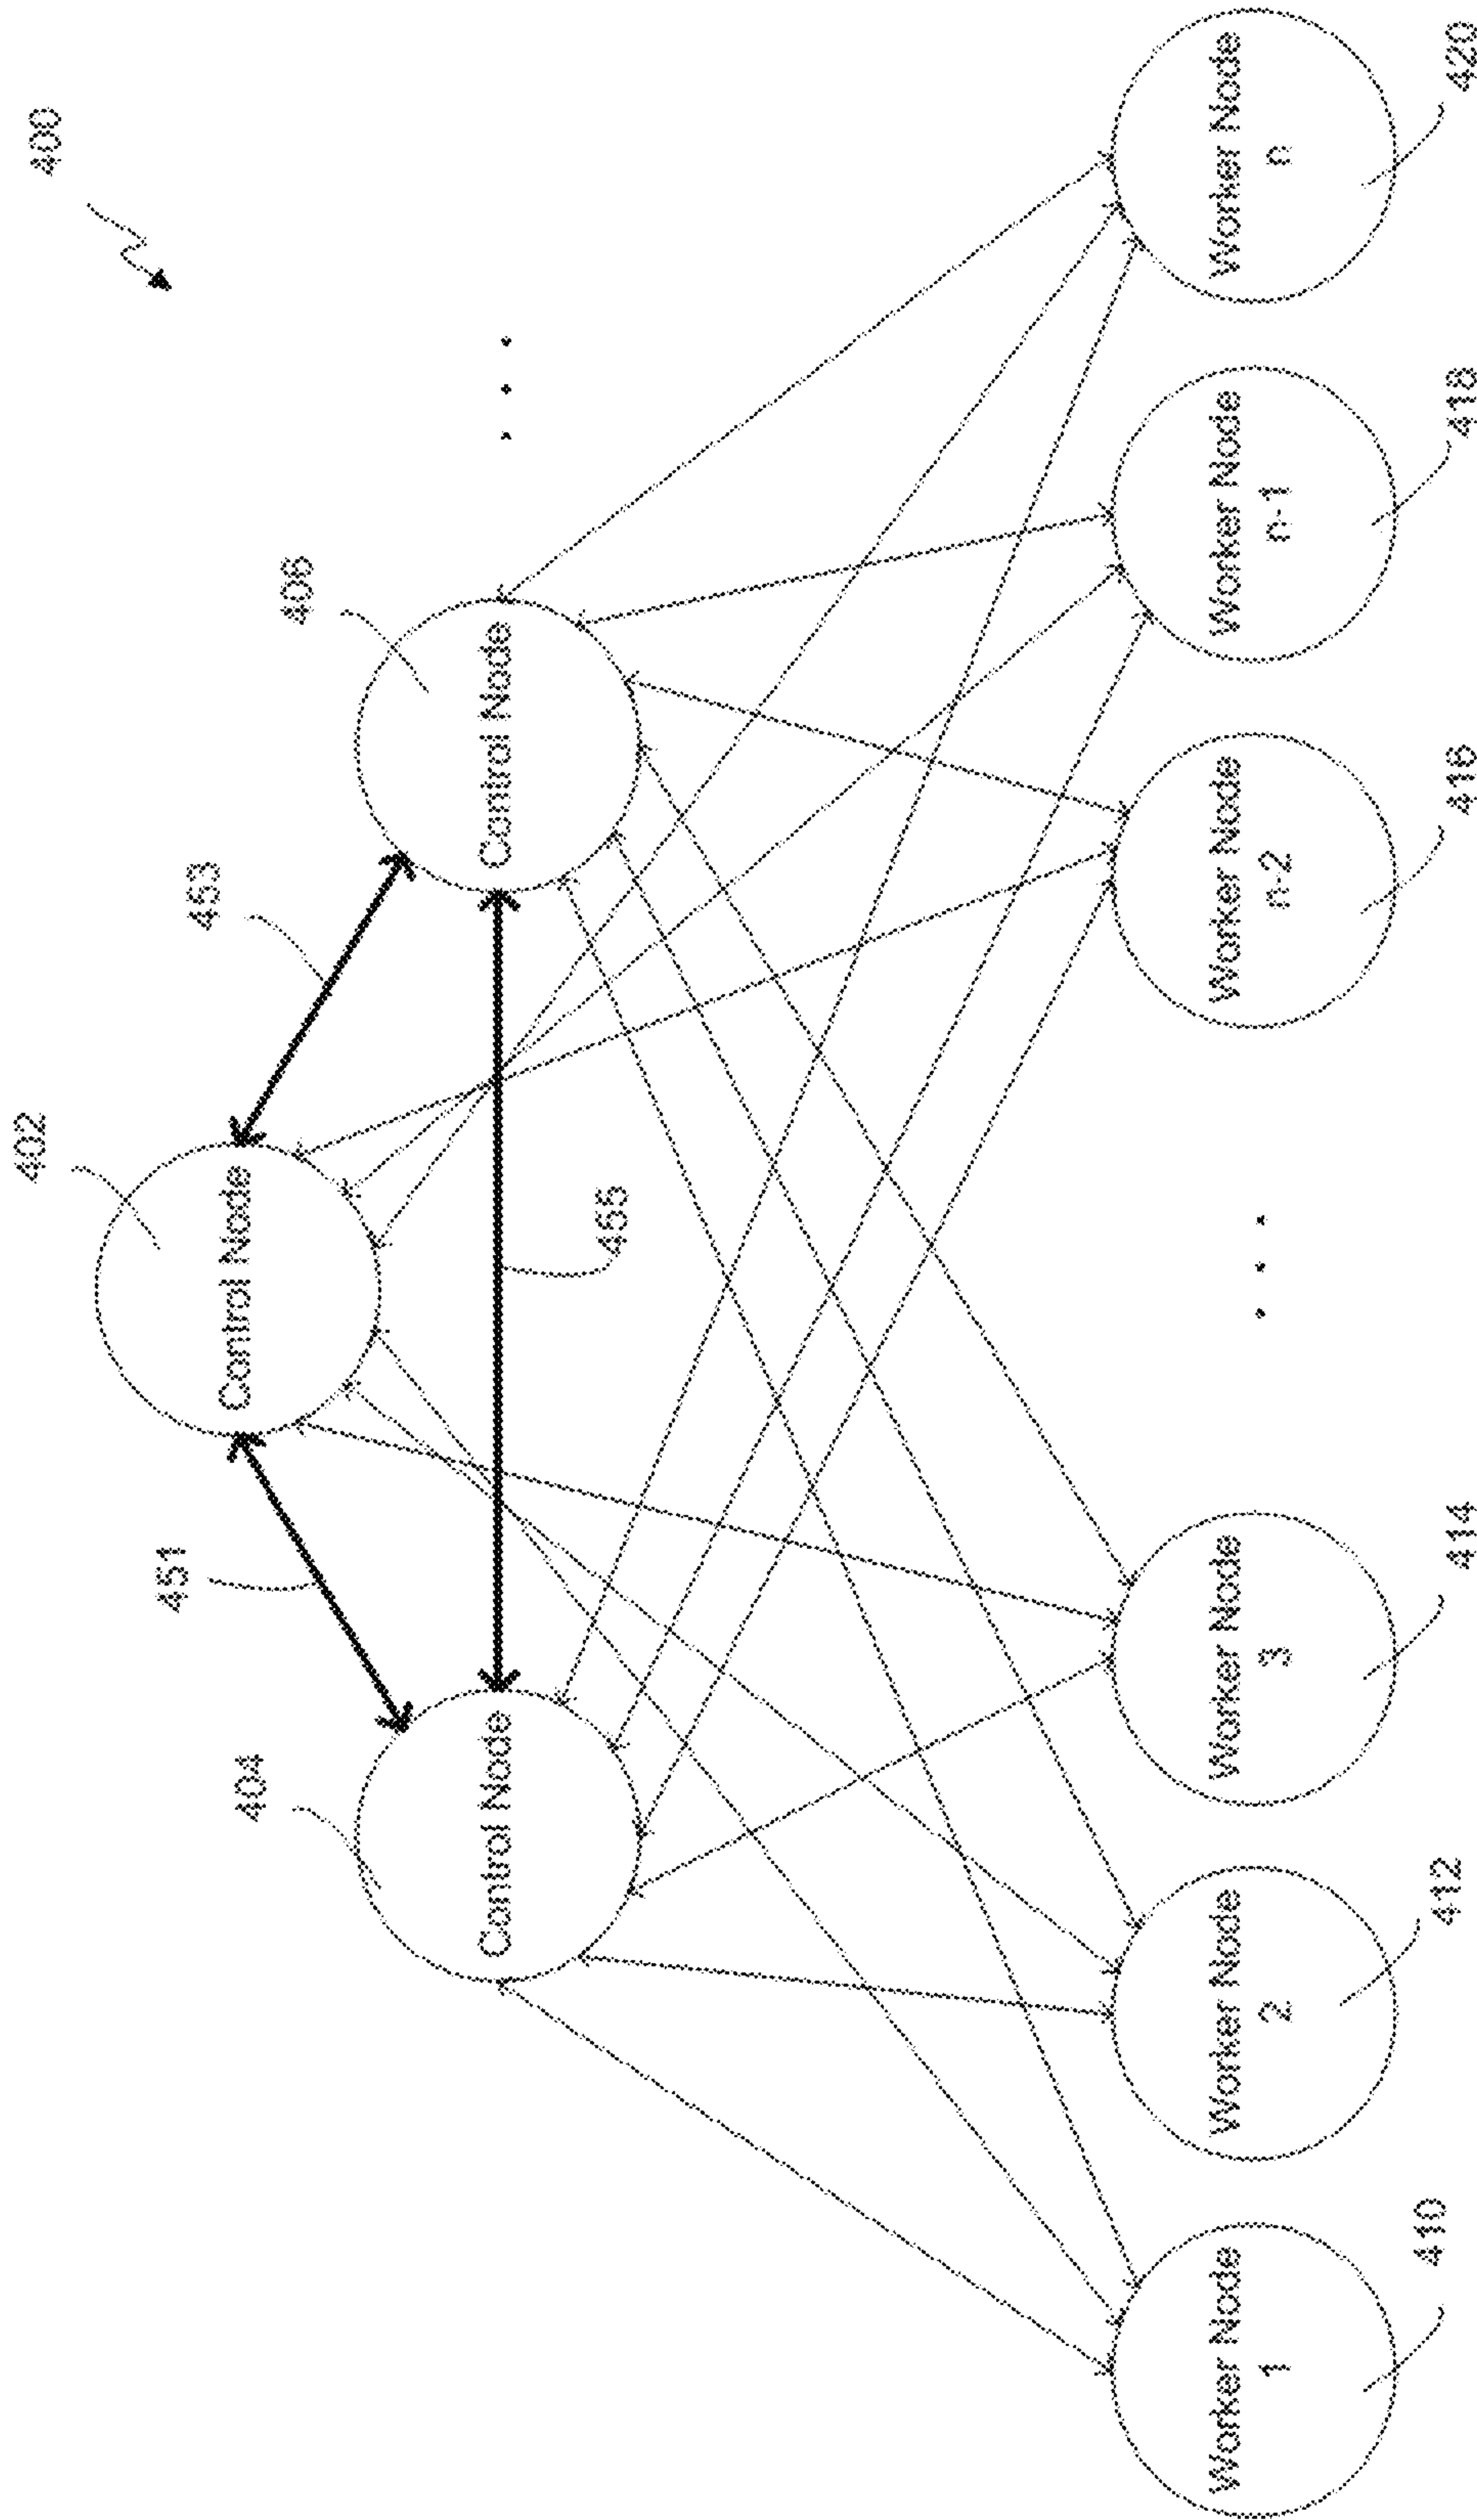 400
402
Control Node
451
453
404
Control Node
406
Control Node
455
Worker Node
1
Worker Node
2
Worker Node
3
Worker Node
n-2
Worker Node
n-1
Worker Node
n
410
412
414
416
418
420